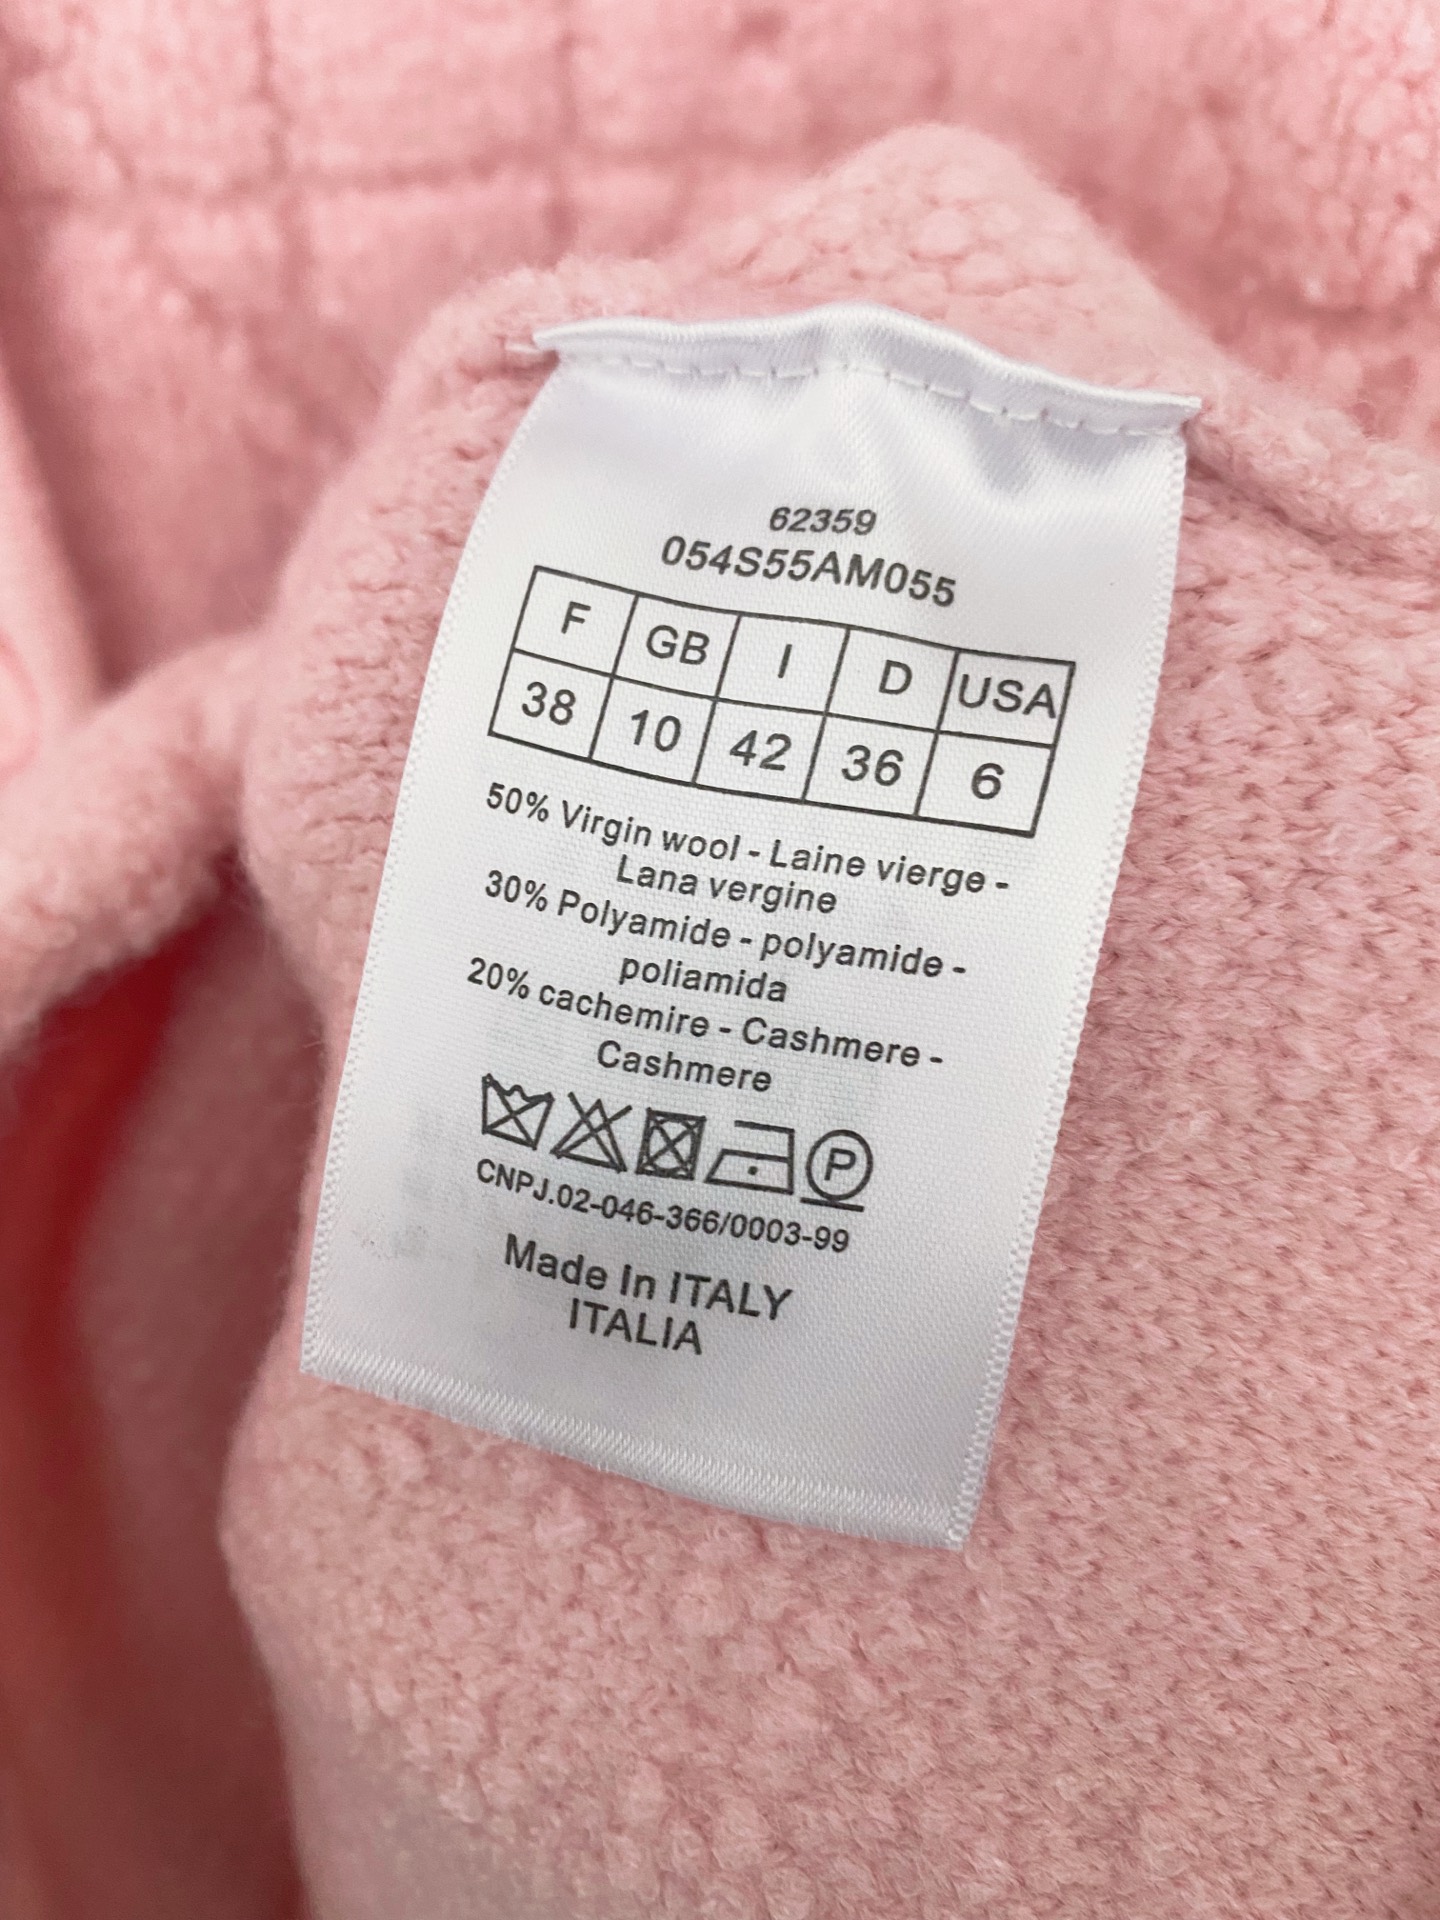 62359
054S55AM055
F GB I D USA
38 10 42 36 6
50% Virgin wool - Laine vierge -
Lana vergine
30% Polyamide - polyamide -
poliamida
20% cachemire - Cashmere -
Cashmere
P
CNPJ.02-046-366/0003-99
Made In ITALY
ITALIA